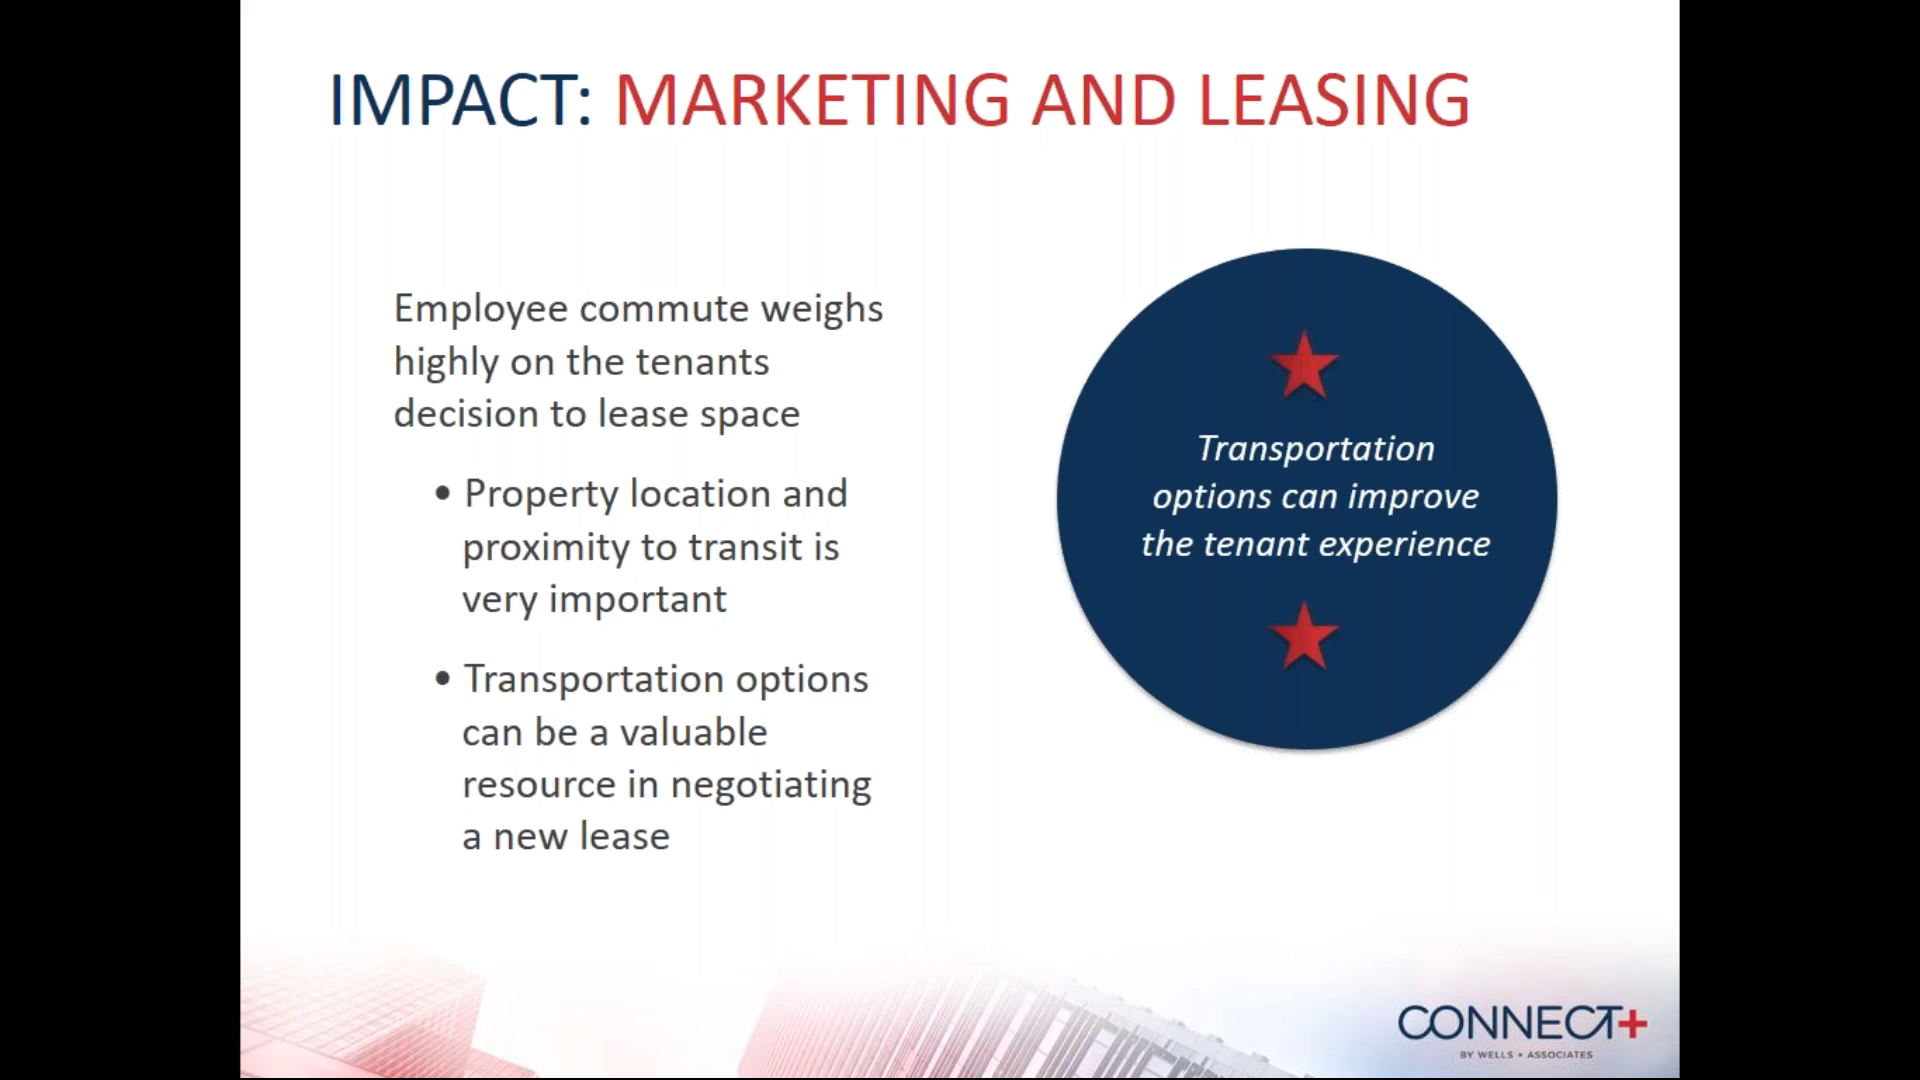 IMPACT: MARKETING AND LEASING
Employee commute weighs
highly on the tenants
decision to lease space
• Property location and
proximity to transit is
very important
• Transportation options
can be a valuable
resource in negotiating
a new lease
Transportation
options can improve
the tenant experience
CONNECT+
BY WELLS + ASSOCIATES